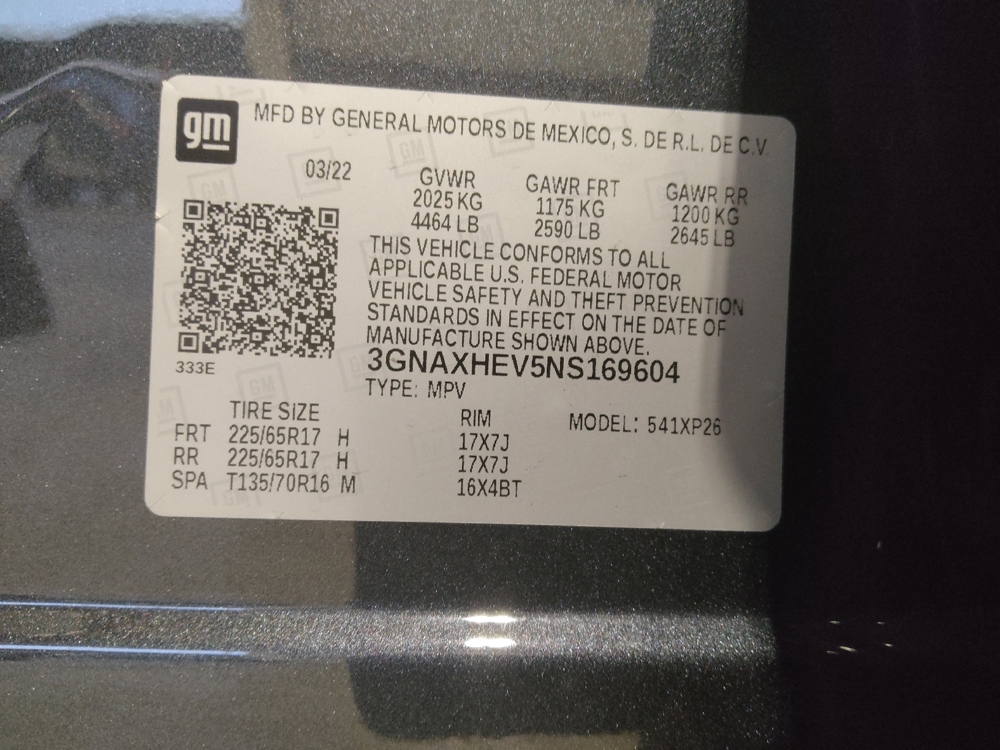 gm
MFD BY GENERAL MOTORS DE MEXICO, S. DE R.L. DE C.V.
03/22
GVWR GAWR FRT GAWR RR
2025 KG 1175 KG 1200 KG
4464 LB 2590 LB 2645 LB
THIS VEHICLE CONFORMS TO ALL
APPLICABLE U.S. FEDERAL MOTOR
VEHICLE SAFETY AND THEFT PREVENTION
STANDARDS IN EFFECT ON THE DATE OF
MANUFACTURE SHOWN ABOVE.
333E
3GNAXHEV5NS169604
TYPE: MPV
TIRE SIZE RIM MODEL: 541XP26
FRT 225/65R17 H 17X7J
RR 225/65R17 H 17X7J
SPA T135/70R16 M 16X4BT